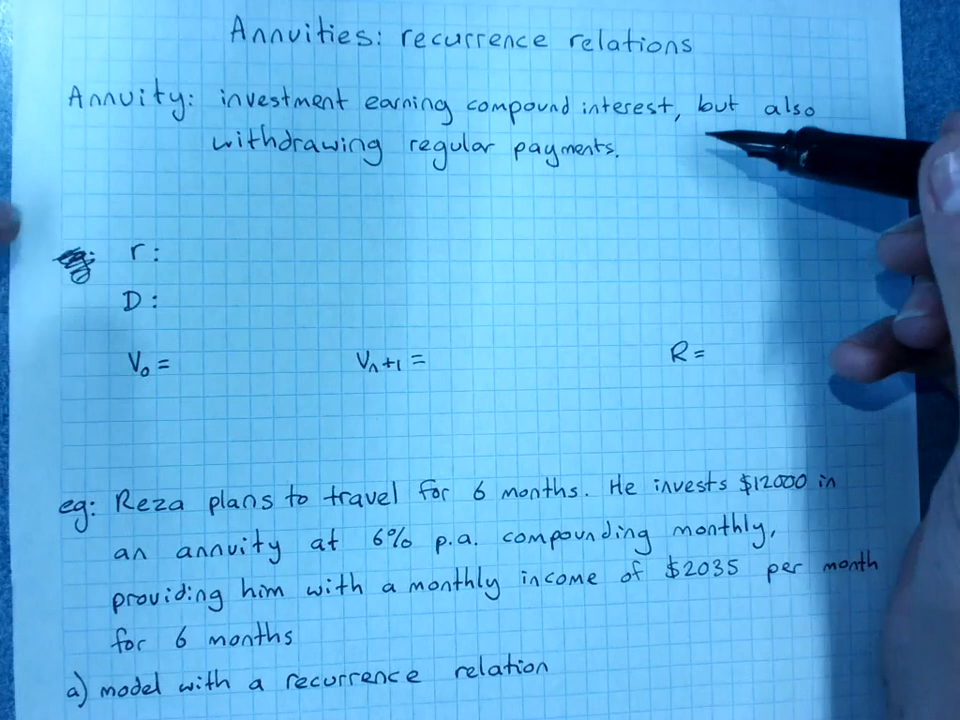 Annuities: recurrence relations
Annuity: investment earning compound interest, but also
withdrawing regular payments.
r:
D:
V₀ = Vₙ₊₁ = R =
eg: Reza plans to travel for 6 months. He invests $12000 in
an annuity at 6% p.a. compounding monthly,
providing him with a monthly income of $2035 per month
for 6 months
a) model with a recurrence relation